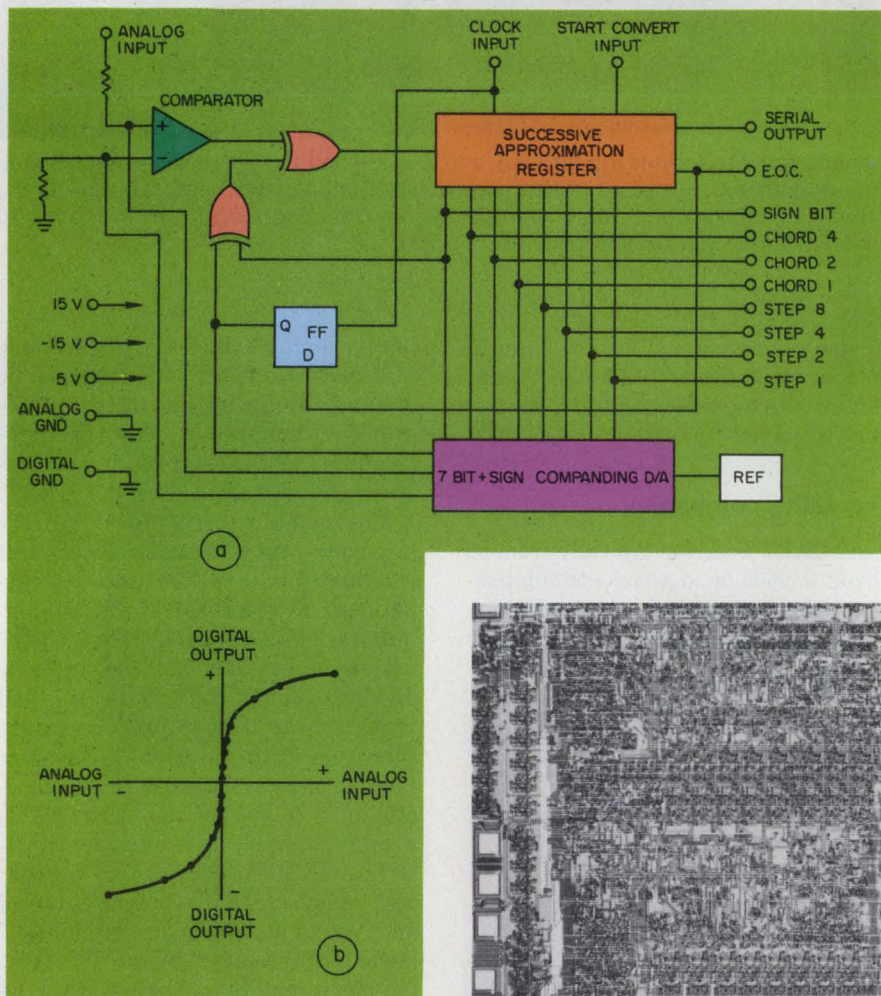 ANALOG
INPUT
CLOCK
INPUT
START CONVERT
INPUT
COMPARATOR
+
-
SUCCESSIVE
APPROXIMATION
REGISTER
SERIAL
OUTPUT
E.O.C.
SIGN BIT
CHORD 4
CHORD 2
CHORD 1
STEP 8
STEP 4
STEP 2
STEP 1
15 V
-15 V
5 V
ANALOG
GND
DIGITAL
GND
Q FF
D
7 BIT + SIGN COMPANDING D/A
REF
a
DIGITAL
OUTPUT
+
ANALOG
INPUT
-
+
ANALOG
INPUT
-
DIGITAL
OUTPUT
b